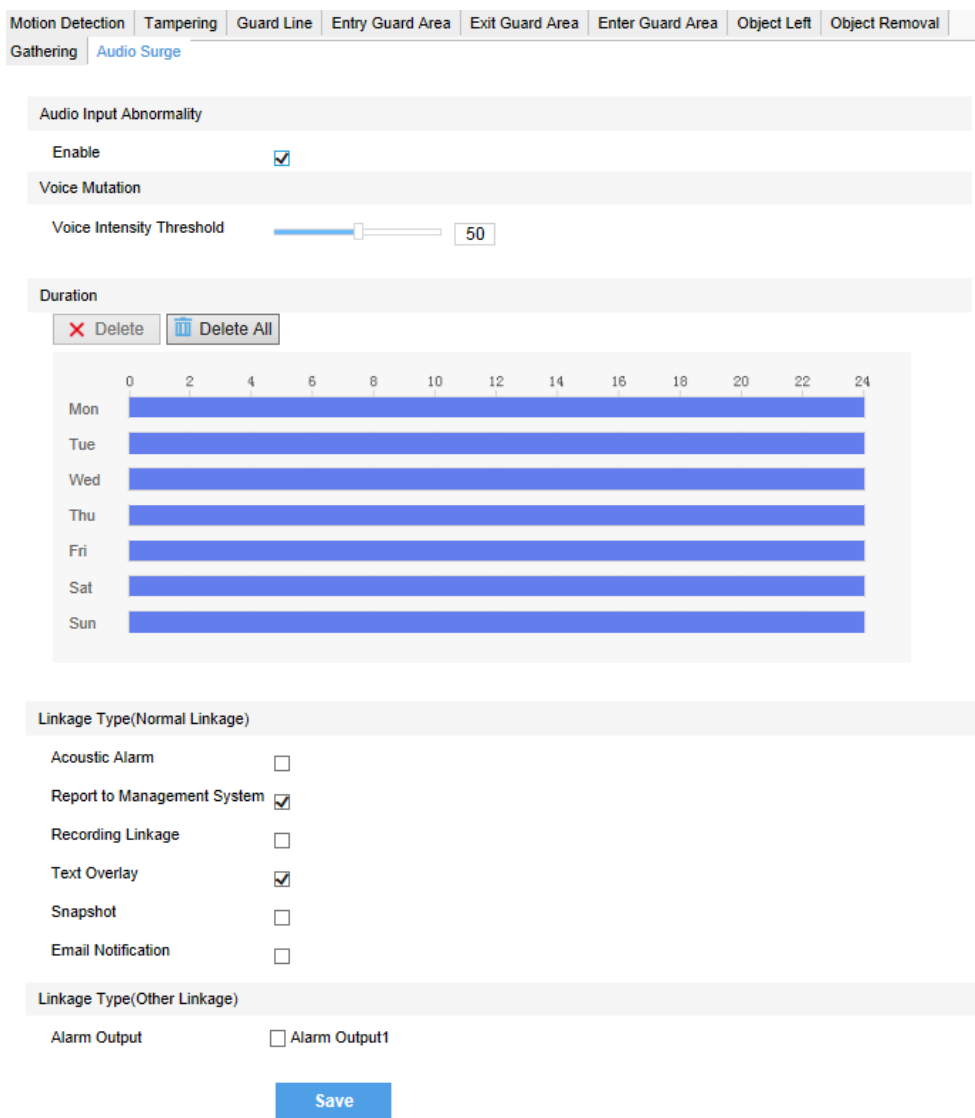 Motion Detection Tampering Guard Line Entry Guard Area Exit Guard Area Enter Guard Area Object Left Object Removal
Gathering Audio Surge
Audio Input Abnormality
Enable
Voice Mutation
Voice Intensity Threshold 50
Duration
Delete Delete All
0 2 4 6 8 10 12 14 16 18 20 22 24
Mon
Tue
Wed
Thu
Fri
Sat
Sun
Linkage Type(Normal Linkage)
Acoustic Alarm
Report to Management System
Recording Linkage
Text Overlay
Snapshot
Email Notification
Linkage Type(Other Linkage)
Alarm Output Alarm Output1
Save